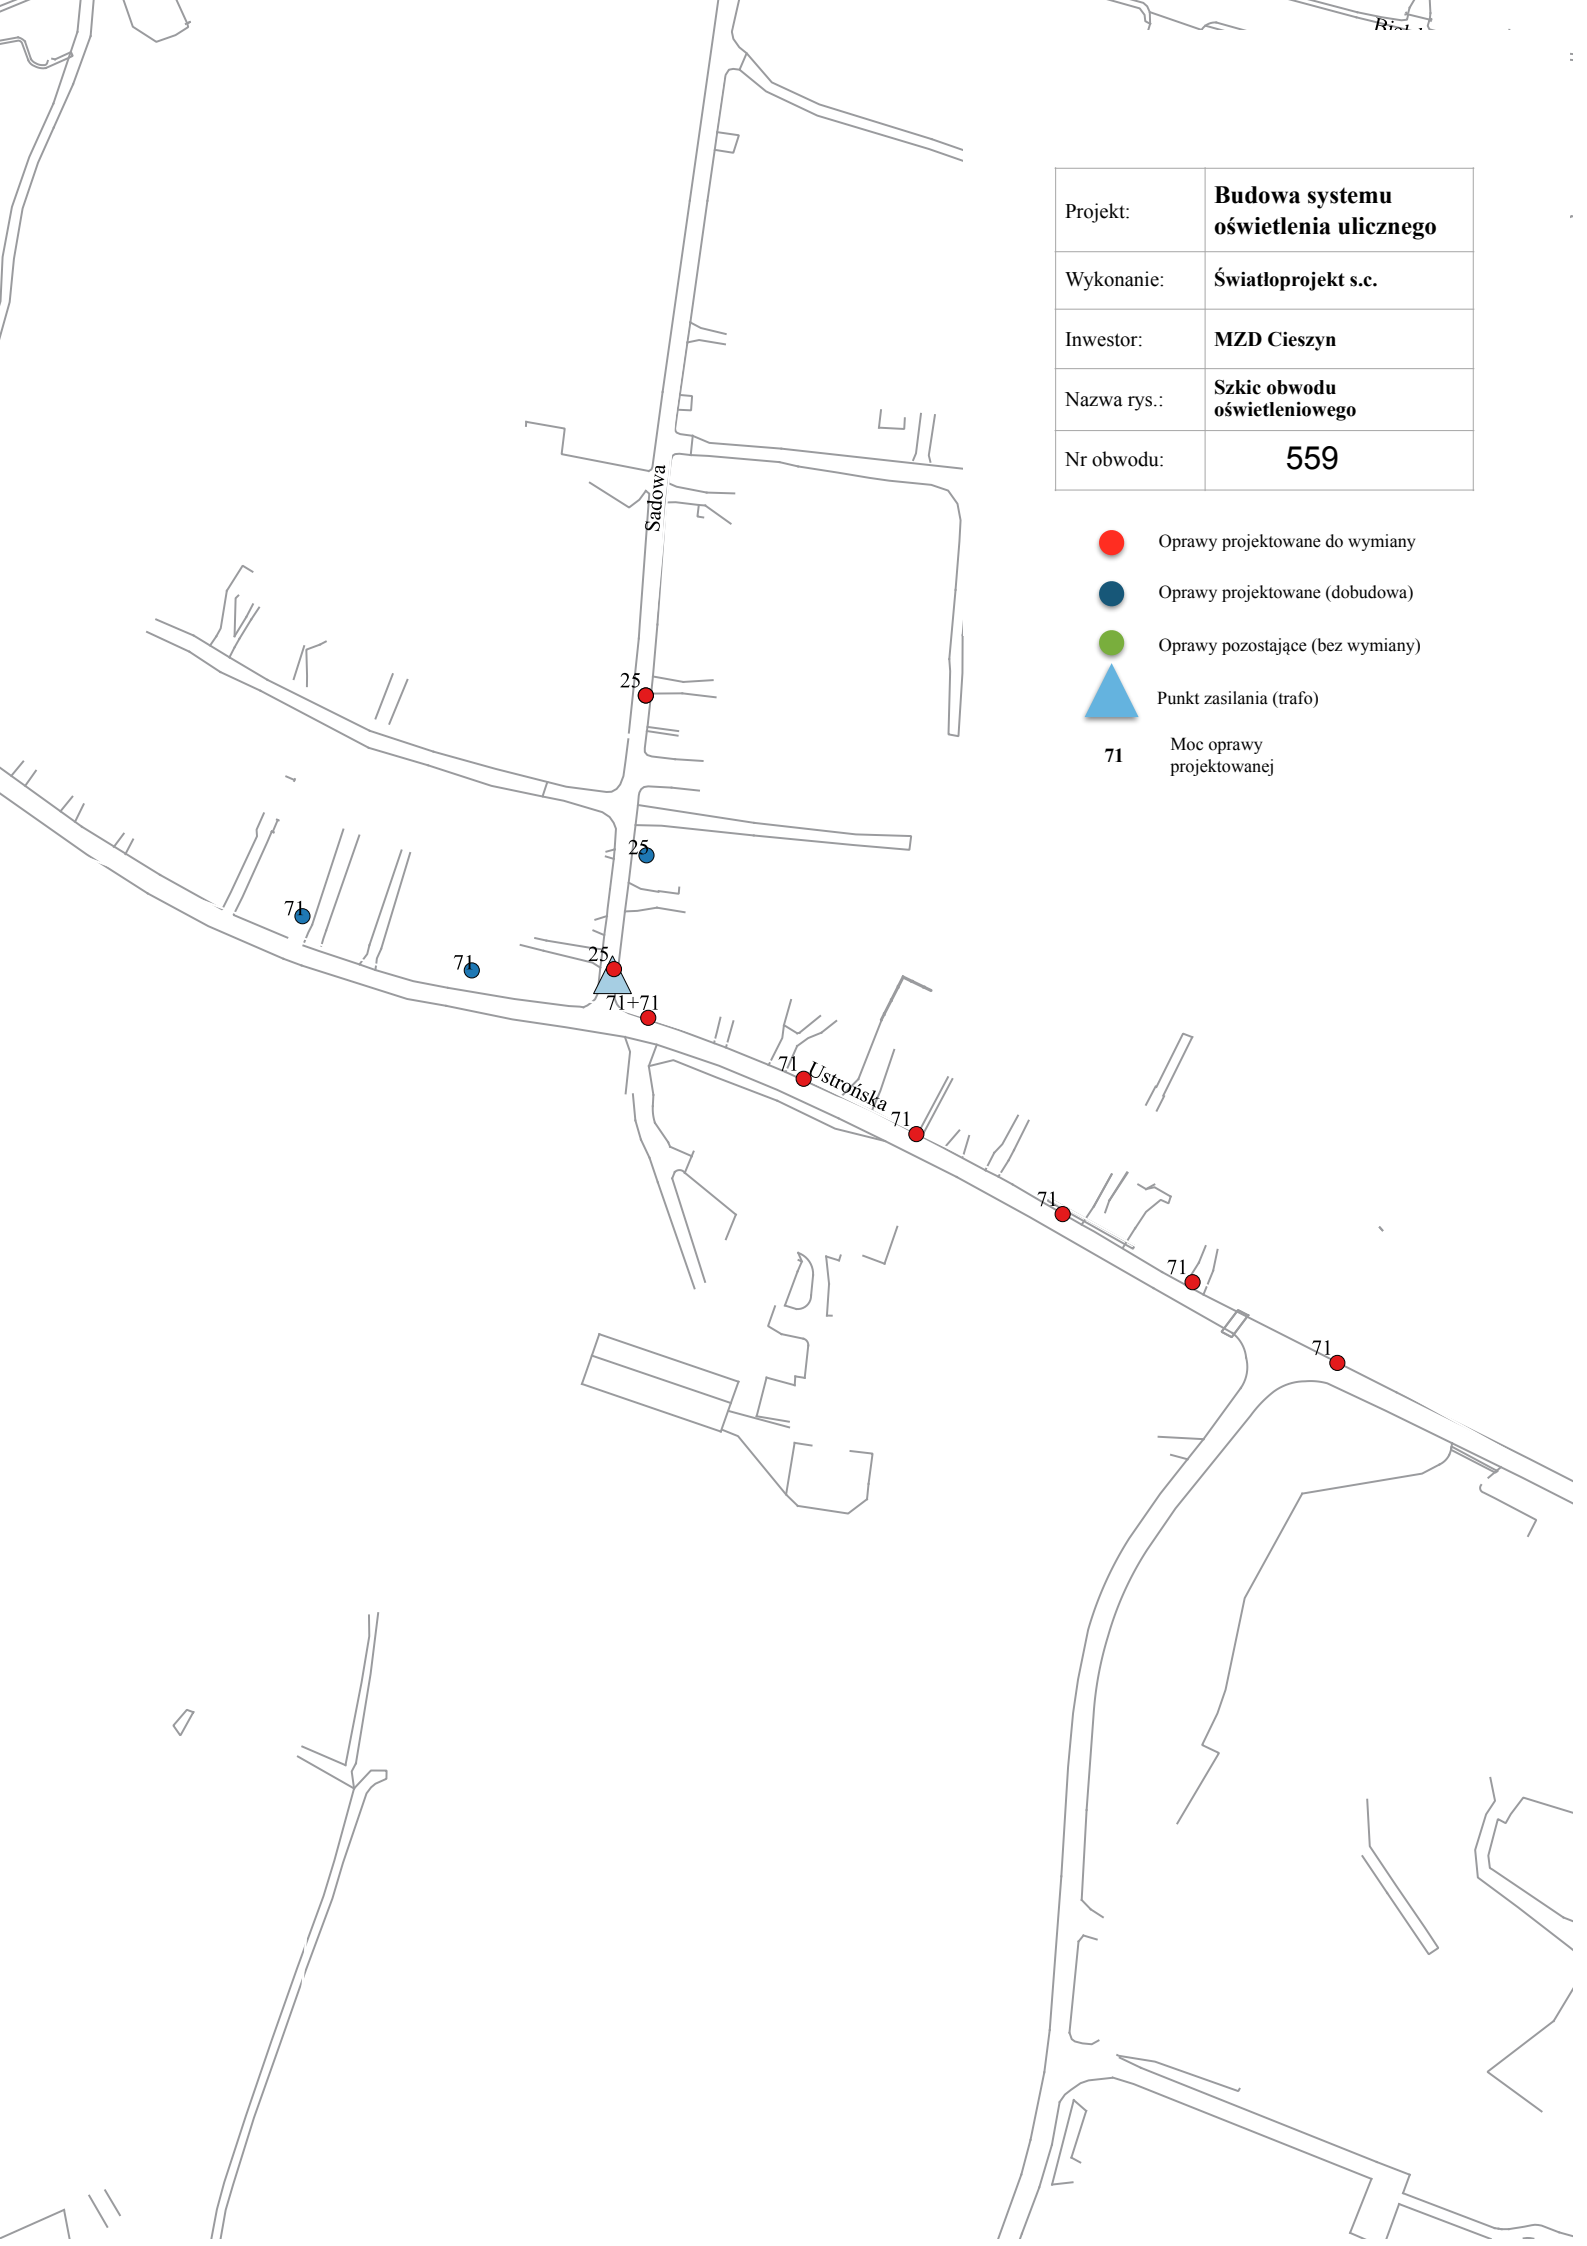 Projekt:
Budowa systemu
oświetlenia ulicznego
Wykonanie:
Światłoprojekt s.c.
Inwestor:
MZD Cieszyn
Nazwa rys.:
Szkic obwodu
oświetleniowego
Nr obwodu:
559
Oprawy projektowane do wymiany
Oprawy projektowane (dobudowa)
Oprawy pozostające (bez wymiany)
Punkt zasilania (trafo)
71
Moc oprawy
projektowanej
Sadowa
25
25
71
71
25
71+71
71
Ustrońska
71
71
71
71